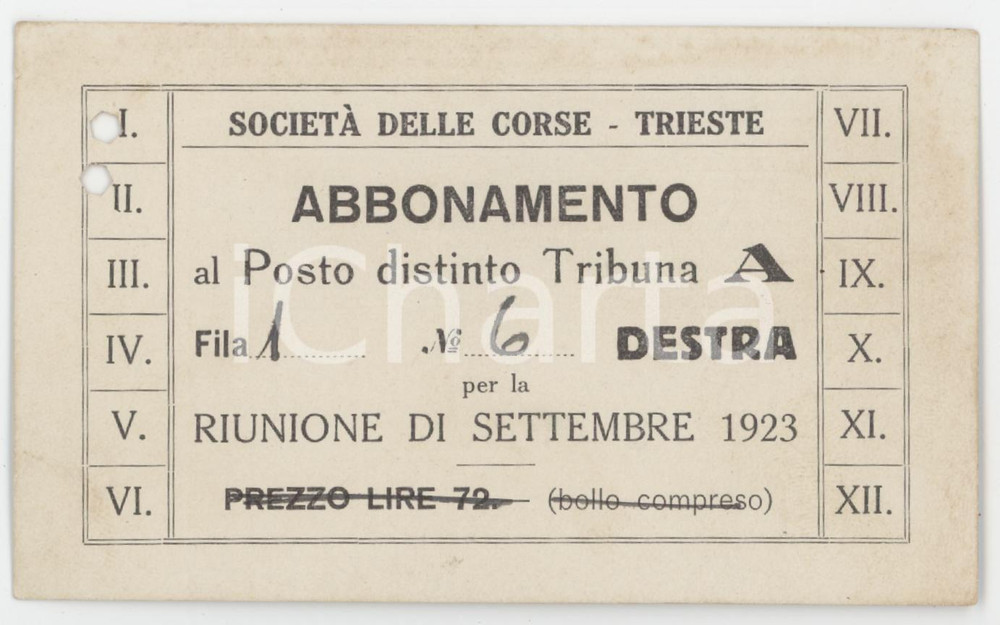 SOCIETÀ DELLE CORSE - TRIESTE
ABBONAMENTO
al Posto distinto Tribuna A
Fila 1 № 6 DESTRA
per la
RIUNIONE DI SETTEMBRE 1923
PREZZO LIRE 72.— (bollo compreso)
I.
II.
III.
IV.
V.
VI.
VII.
VIII.
IX.
X.
XI.
XII.
iCharta